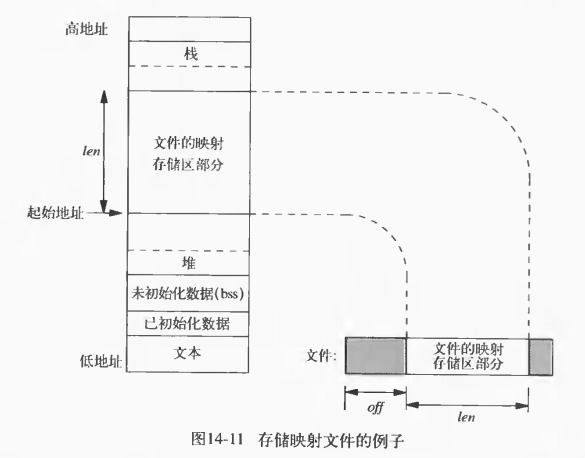 高地址
栈
len
文件的映射
存储区部分
起始地址
堆
未初始化数据(bss)
已初始化数据
文本
低地址
文件:
文件的映射
存储区部分
off
len
图14-11 存储映射文件的例子